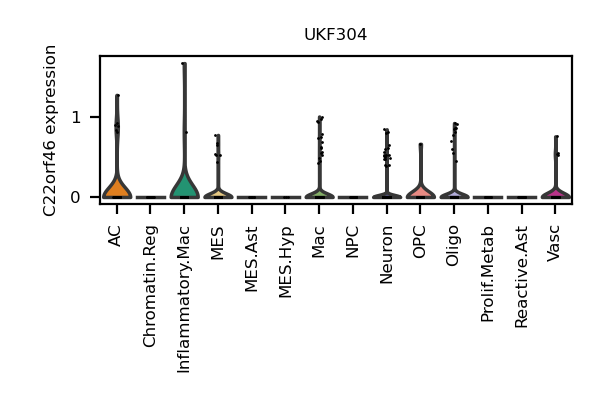 UKF304
C22orf46 expression
1
0
AC
Chromatin.Reg
Inflammatory.Mac
MES
MES.Ast
MES.Hyp
Mac
NPC
Neuron
OPC
Oligo
Prolif.Metab
Reactive.Ast
Vasc